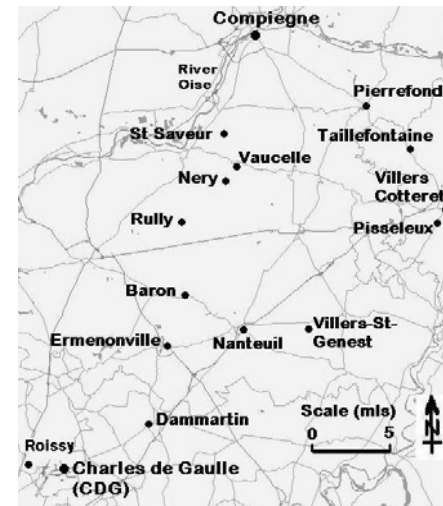 Compiegne
River
Oise
Pierrefond
St Saveur
Taillefontaine
Vaucelle
Villers
Cotteret
Nery
Rully
Pisseleux
Baron
Villers-St-
Genest
Ermenonville
Nanteuil
Dammartin
Scale (mls)
0 5
N
Roissy
Charles de Gaulle
(CDG)